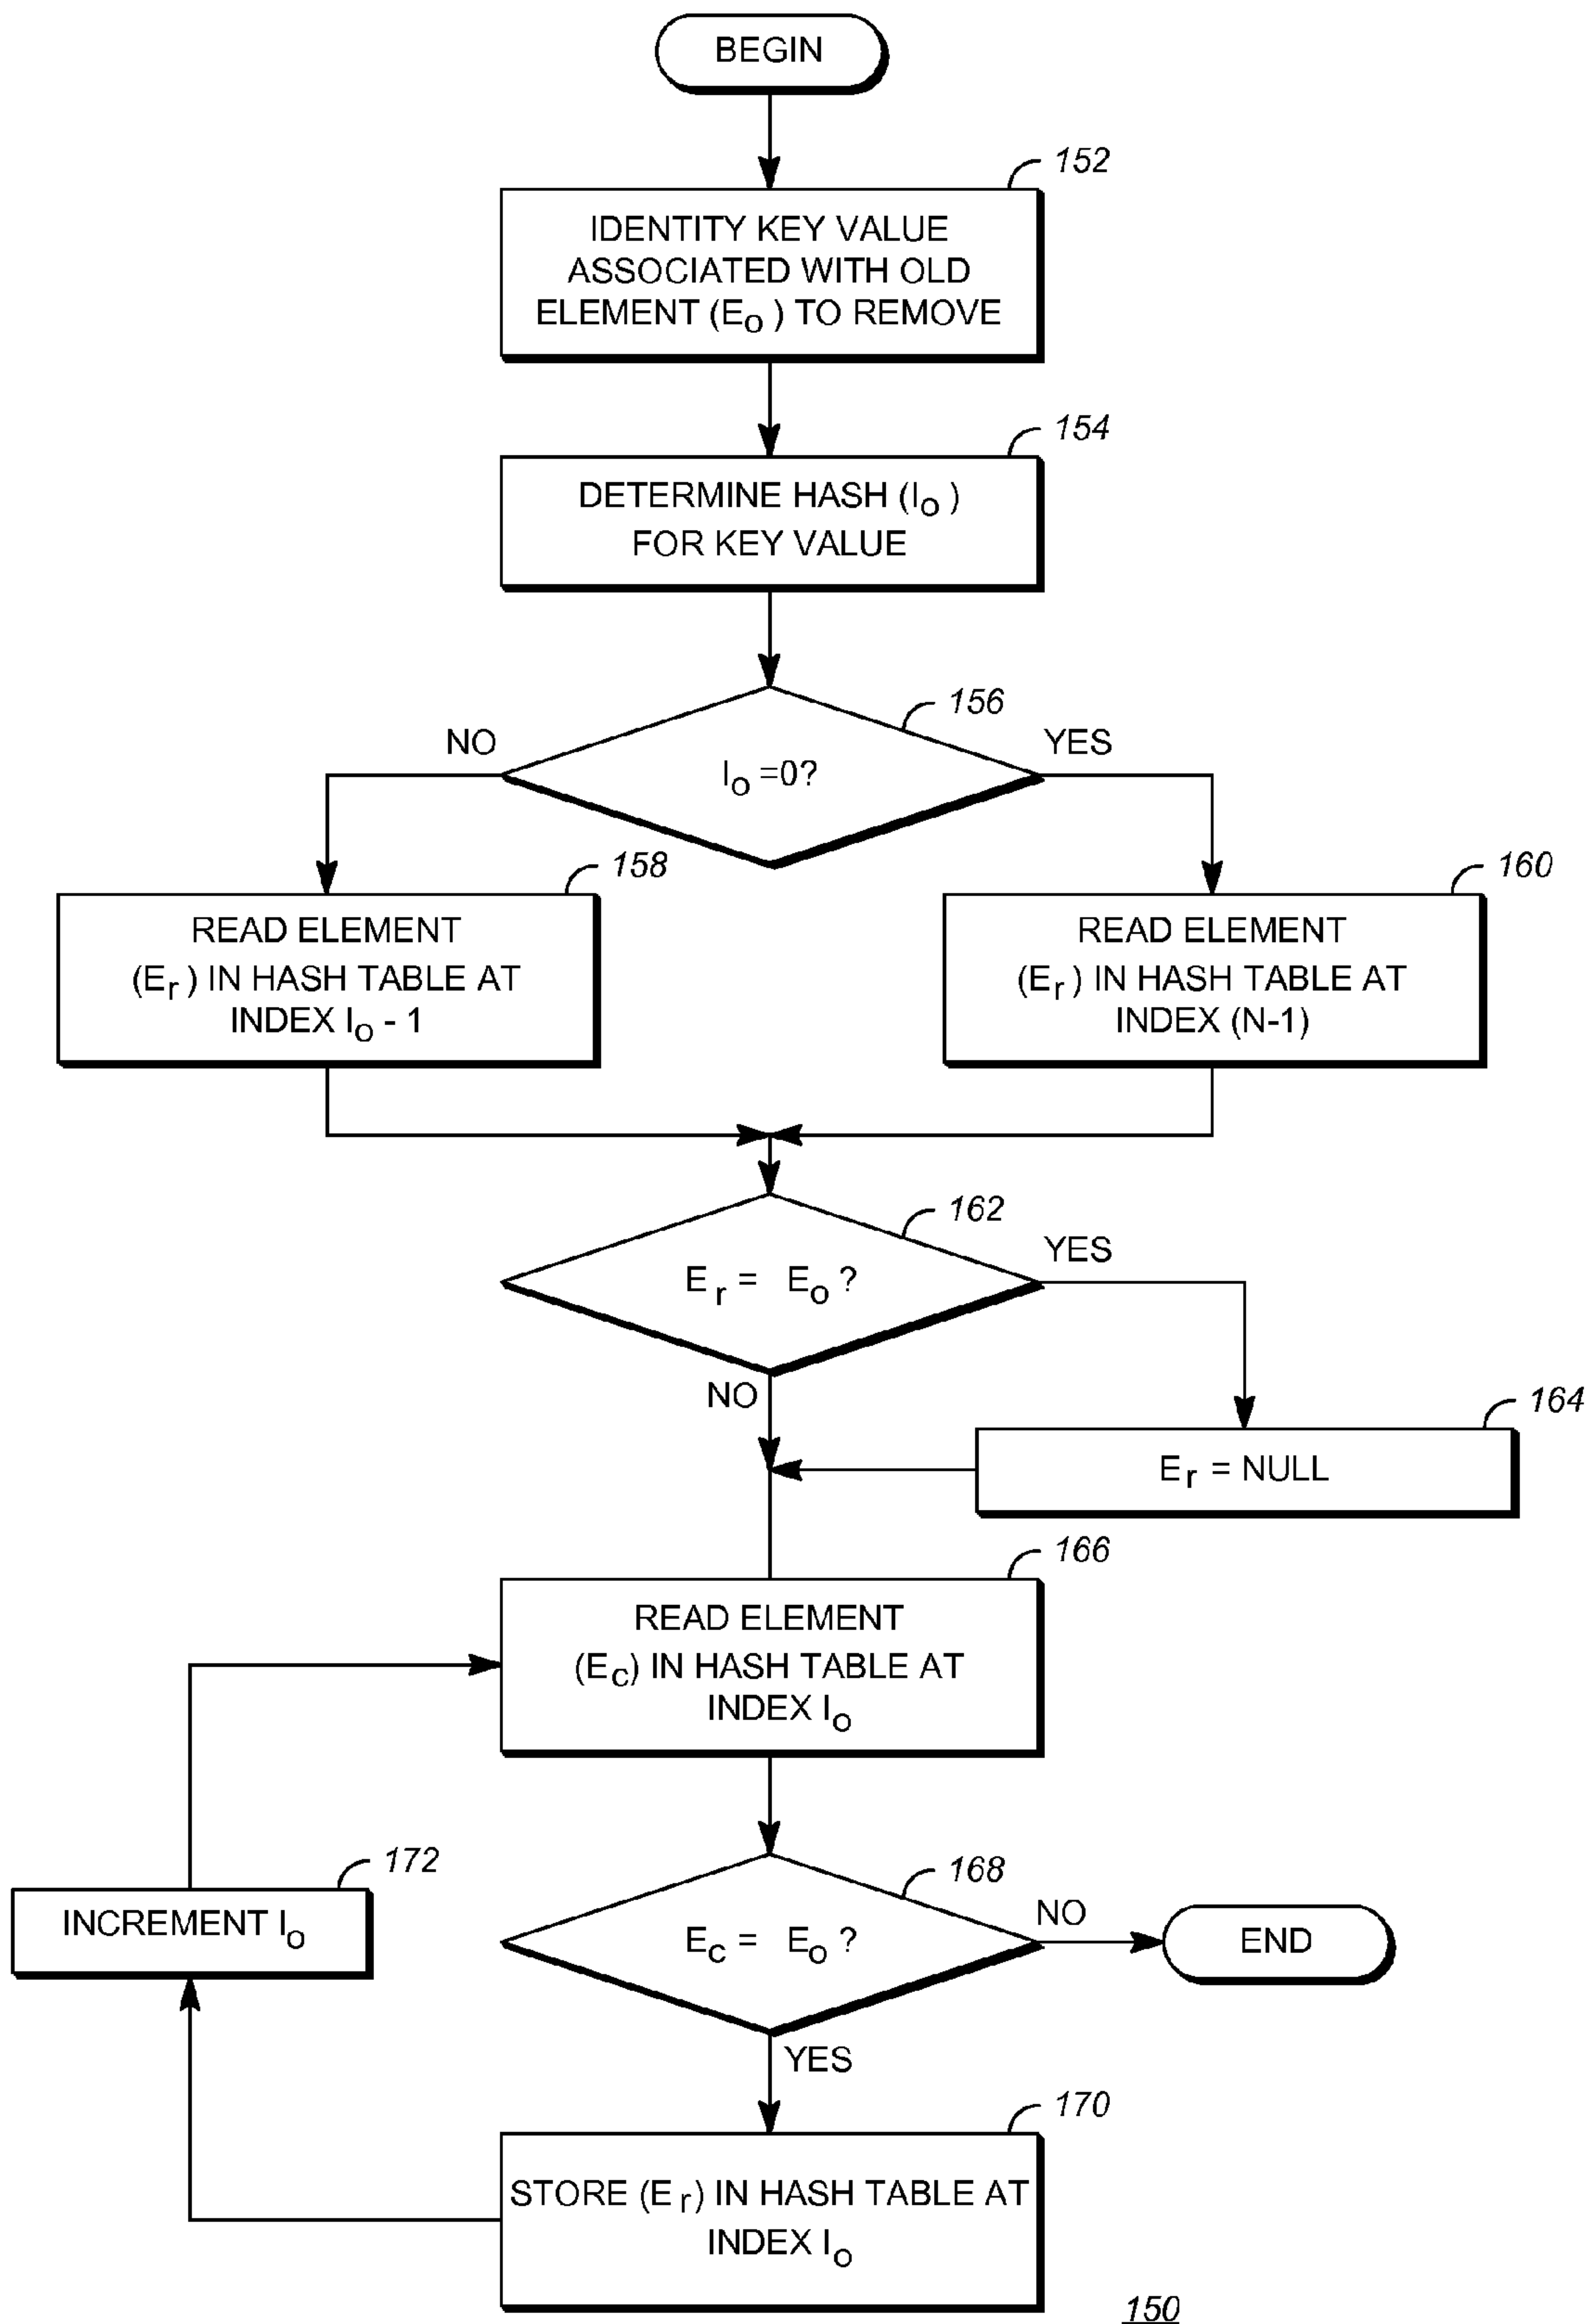 BEGIN
152
IDENTITY KEY VALUE
ASSOCIATED WITH OLD
ELEMENT (Eo ) TO REMOVE
154
DETERMINE HASH (Io )
FOR KEY VALUE
156
NO
YES
Io =0?
158
READ ELEMENT
(Er ) IN HASH TABLE AT
INDEX Io - 1
160
READ ELEMENT
(Er ) IN HASH TABLE AT
INDEX (N-1)
162
YES
Er = Eo ?
NO
164
Er = NULL
166
READ ELEMENT
(Ec) IN HASH TABLE AT
INDEX Io
172
INCREMENT Io
168
NO
Ec = Eo ?
END
YES
170
STORE (Er) IN HASH TABLE AT
INDEX Io
150